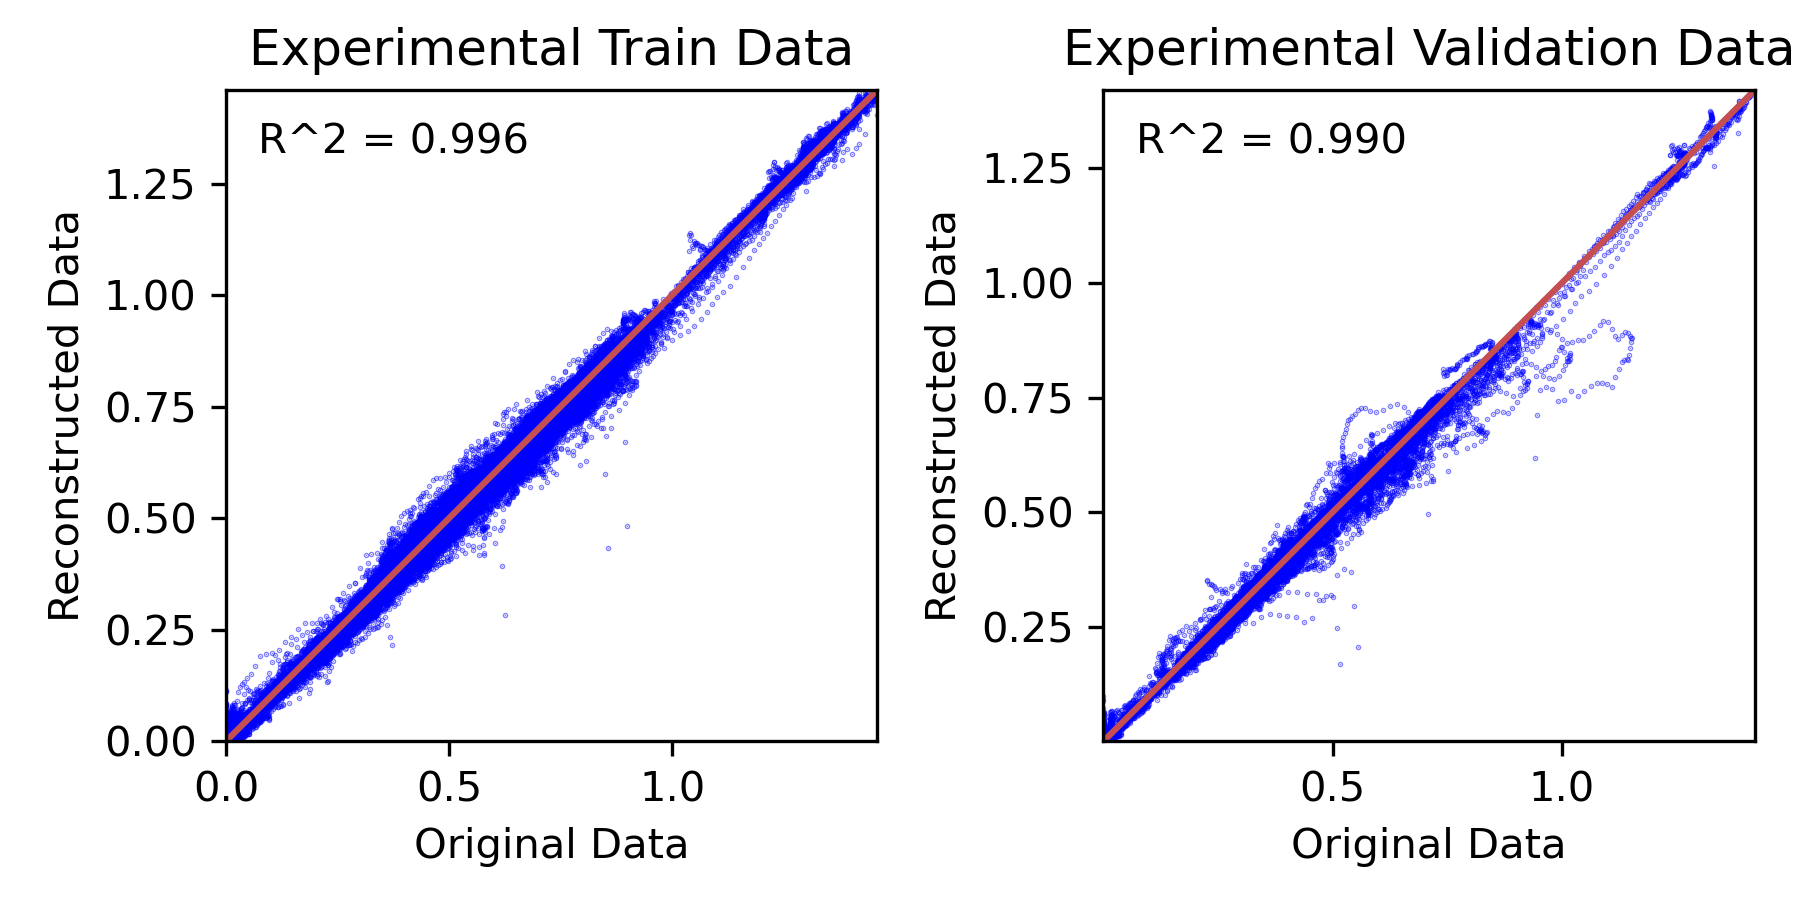 Experimental Train Data
R^2 = 0.996
Reconstructed Data
1.25
1.00
0.75
0.50
0.25
0.00
0.0 0.5 1.0
Original Data
Experimental Validation Data
R^2 = 0.990
Reconstructed Data
1.25
1.00
0.75
0.50
0.25
0.5 1.0
Original Data